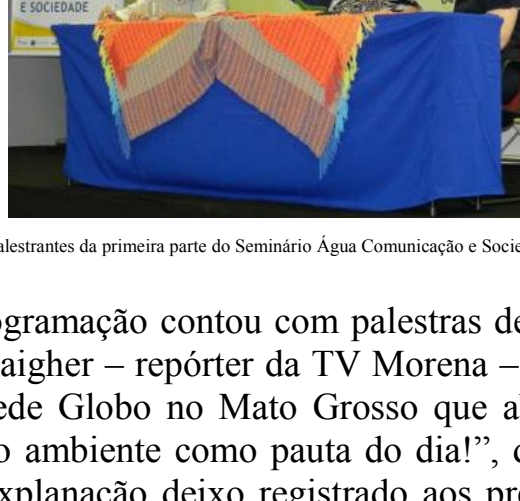 E SOCIEDADE
alestrantes da primeira parte do Seminário Água Comunicação e Socie
ogramação contou com palestras de
aigher – repórter da TV Morena –
ede Globo no Mato Grosso que a
o ambiente como pauta do dia!”,
xplanação deixo registrado aos pr